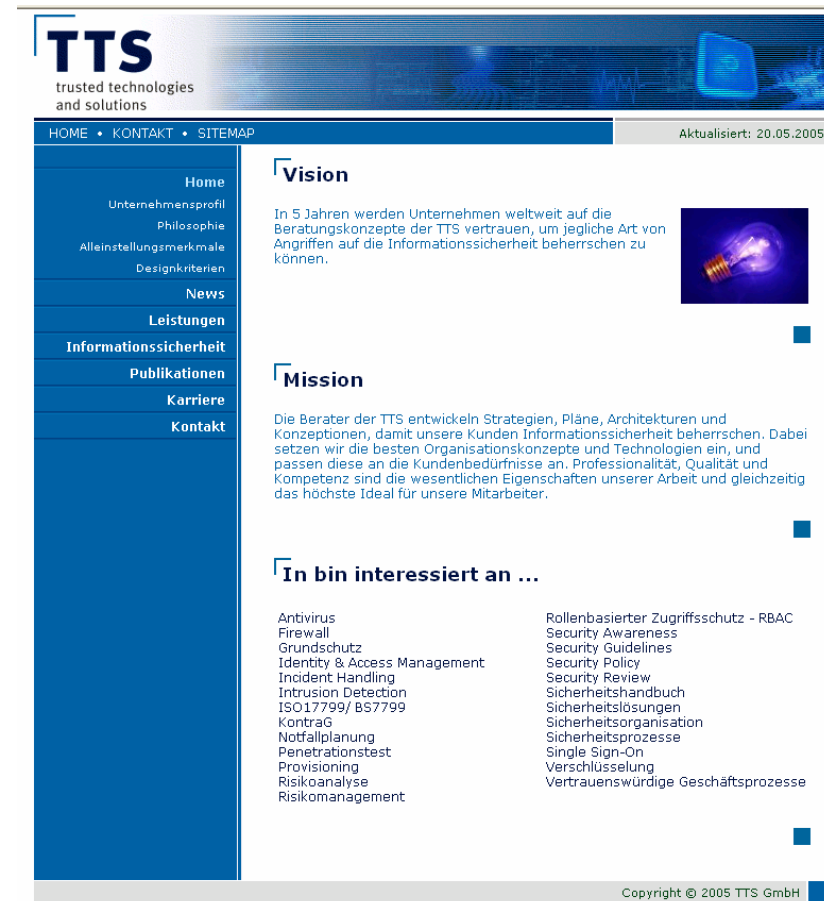 TTS
trusted technologies
and solutions
HOME • KONTAKT • SITEMAP
Aktualisiert: 20.05.2005
Home
Unternehmensprofil
Philosophie
Alleinstellungsmerkmale
Designkriterien
News
Leistungen
Informationssicherheit
Publikationen
Karriere
Kontakt
Vision
In 5 Jahren werden Unternehmen weltweit auf die
Beratungskonzepte der TTS vertrauen, um jegliche Art von
Angriffen auf die Informationssicherheit beherrschen zu
können.
Mission
Die Berater der TTS entwickeln Strategien, Pläne, Architekturen und
Konzeptionen, damit unsere Kunden Informationssicherheit beherrschen. Dabei
setzen wir die besten Organisationskonzepte und Technologien ein, und
passen diese an die Kundenbedürfnisse an. Professionalität, Qualität und
Kompetenz sind die wesentlichen Eigenschaften unserer Arbeit und gleichzeitig
das höchste Ideal für unsere Mitarbeiter.
In bin interessiert an ...
Antivirus
Firewall
Grundschutz
Identity & Access Management
Incident Handling
Intrusion Detection
ISO17799/ BS7799
KontraG
Notfallplanung
Penetrationstest
Provisioning
Risikoanalyse
Risikomanagement
Rollenbasierter Zugriffsschutz - RBAC
Security Awareness
Security Guidelines
Security Policy
Security Review
Sicherheitshandbuch
Sicherheitslösungen
Sicherheitsorganisation
Sicherheitsprozesse
Single Sign-On
Verschlüsselung
Vertrauenswürdige Geschäftsprozesse
Copyright © 2005 TTS GmbH